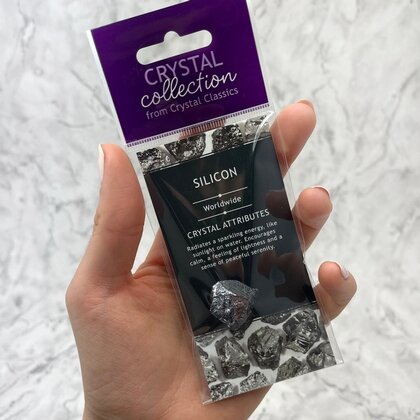 CRYSTAL
collection
from Crystal Classics
SILICON
Worldwide
CRYSTAL ATTRIBUTES
Radiates a sparkling energy, like
sunlight on water. Encourages
calm, a feeling of lightness and a
sense of peaceful serenity.